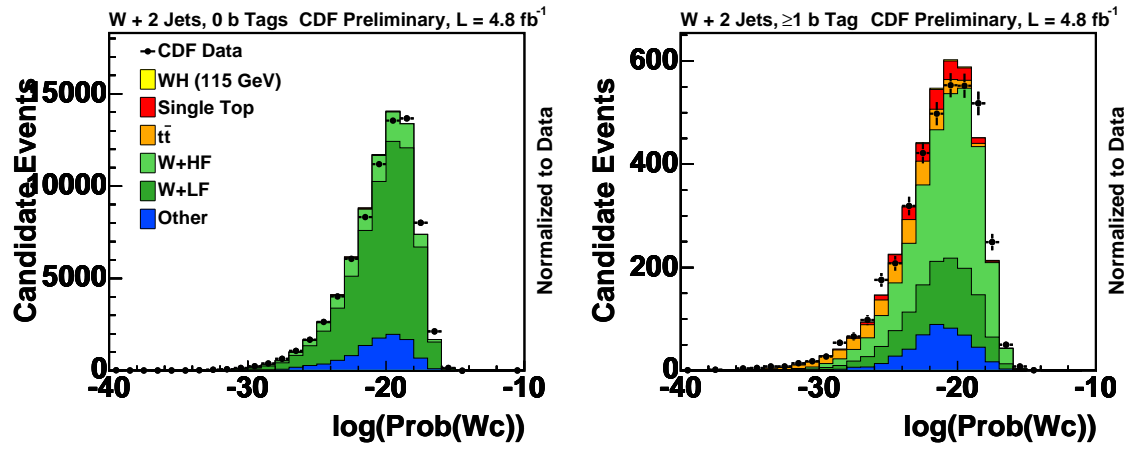 W + 2 Jets, 0 b Tags CDF Preliminary, L = 4.8 fb⁻¹
Candidate Events
15000
10000
5000
0
CDF Data
WH (115 GeV)
Single Top
tt̄
W+HF
W+LF
Other
Normalized to Data
-40
-30
-20
-10
log(Prob(Wc))
W + 2 Jets, ≥1 b Tag CDF Preliminary, L = 4.8 fb⁻¹
Candidate Events
600
400
200
0
Normalized to Data
-40
-30
-20
-10
log(Prob(Wc))